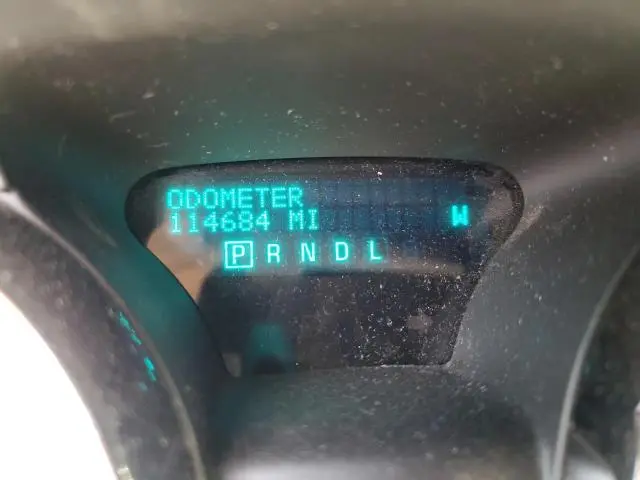 ODOMETER
114684 MI
W
P R N D L